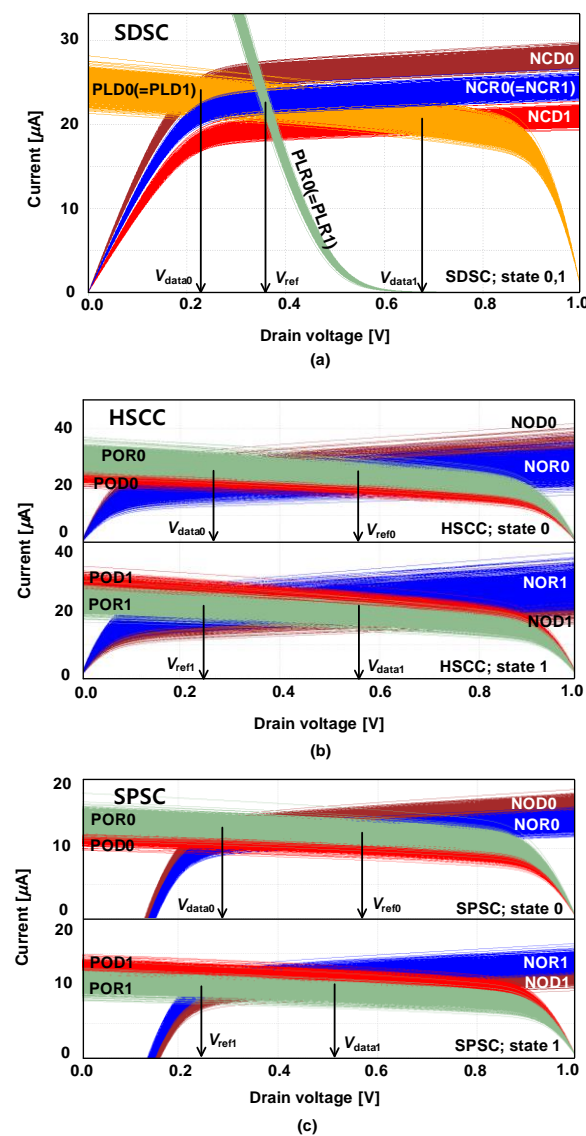 SDSC
30
20
10
0
Current [µA]
PLD0(=PLD1)
NCD0
NCR0(=NCR1)
NCD1
PLR0(=PLR1)
Vdata0
Vref
Vdata1
SDSC; state 0,1
0.0 0.2 0.4 0.6 0.8 1.0
Drain voltage [V]
(a)
HSCC
50
40
20
0
POR0
POD0
NOD0
NOR0
Vdata0
Vref0
HSCC; state 0
Current [µA]
40
20
0
POD1
POR1
NOR1
NOD1
Vref1
Vdata1
HSCC; state 1
0.0 0.2 0.4 0.6 0.8 1.0
Drain voltage [V]
(b)
SPSC
20
10
0
POR0
POD0
NOD0
NOR0
Vdata0
Vref0
SPSC; state 0
Current [µA]
20
10
0
POD1
POR1
NOR1
NOD1
Vref1
Vdata1
SPSC; state 1
0.0 0.2 0.4 0.6 0.8 1.0
Drain voltage [V]
(c)